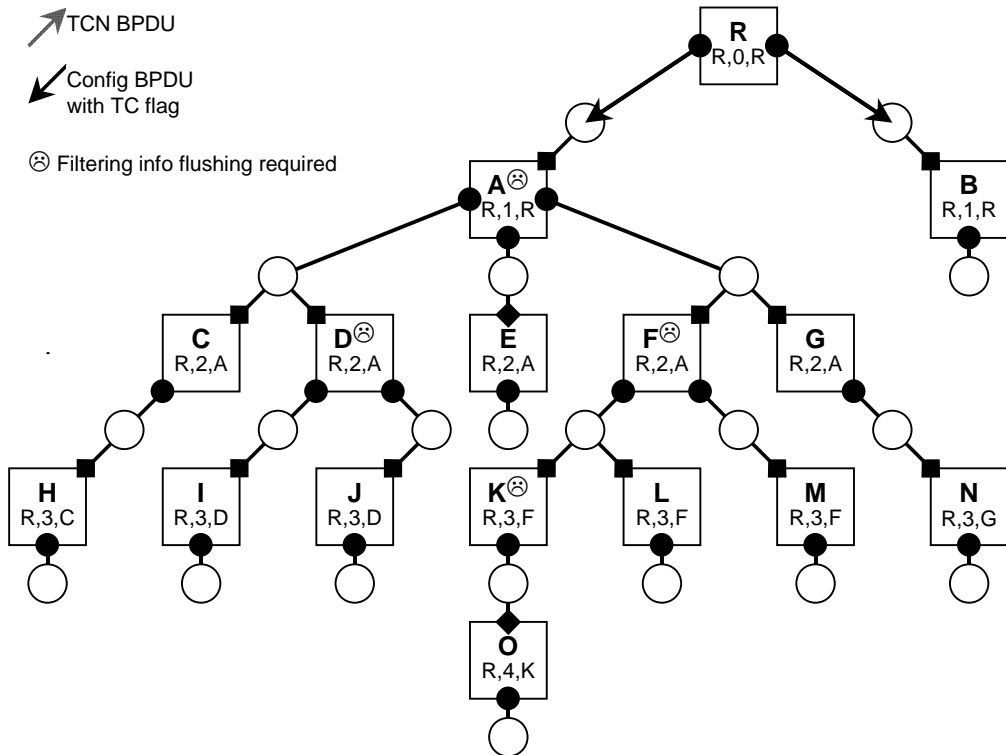 TCN BPDU
Config BPDU
with TC flag
☹ Filtering info flushing required
R
R,0,R
A☹
R,1,R
B
R,1,R
C
R,2,A
D☹
R,2,A
E
R,2,A
F☹
R,2,A
G
R,2,A
H
R,3,C
I
R,3,D
J
R,3,D
K☹
R,3,F
L
R,3,F
M
R,3,F
N
R,3,G
O
R,4,K